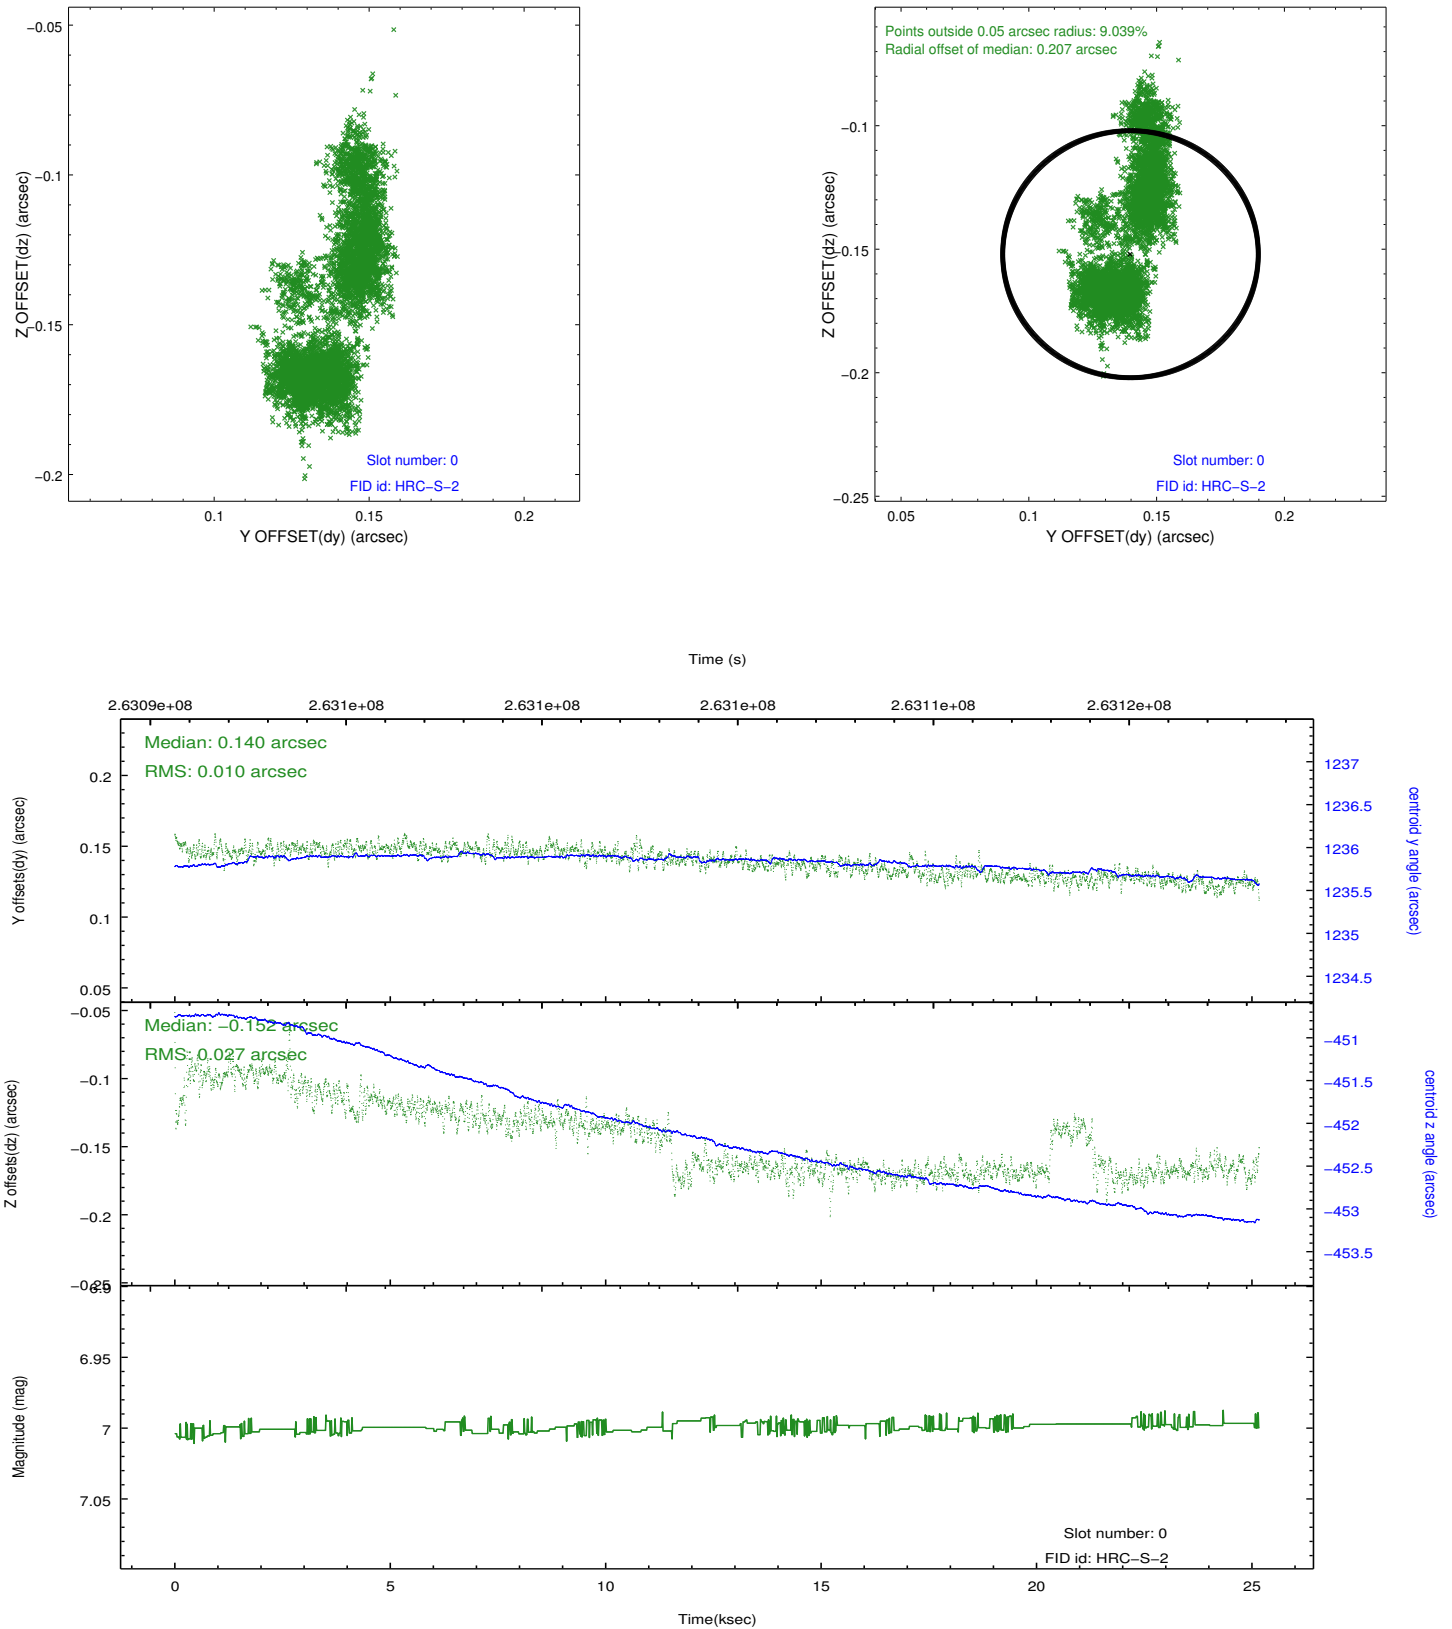 −0.05
−0.1
−0.15
−0.2
Z OFFSET(dz) (arcsec)
0.1
0.15
0.2
Y OFFSET(dy) (arcsec)
Slot number: 0
FID id: HRC−S−2
Points outside 0.05 arcsec radius: 9.039%
Radial offset of median: 0.207 arcsec
−0.1
−0.15
−0.2
−0.25
Z OFFSET(dz) (arcsec)
0.05
0.1
0.15
0.2
Y OFFSET(dy) (arcsec)
Slot number: 0
FID id: HRC−S−2
Time (s)
2.6309e+08
2.631e+08
2.631e+08
2.631e+08
2.6311e+08
2.6312e+08
Median: 0.140 arcsec
RMS: 0.010 arcsec
0.2
0.15
0.1
0.05
Y offsets(dy) (arcsec)
1237
1236.5
1236
1235.5
1235
1234.5
centroid y angle (arcsec)
Median: −0.152 arcsec
RMS: 0.027 arcsec
−0.05
−0.1
−0.15
−0.2
−0.25
Z offsets(dz) (arcsec)
−451
−451.5
−452
−452.5
−453
−453.5
centroid z angle (arcsec)
6.9
6.95
7
7.05
Magnitude (mag)
Slot number: 0
FID id: HRC−S−2
0
5
10
15
20
25
Time(ksec)